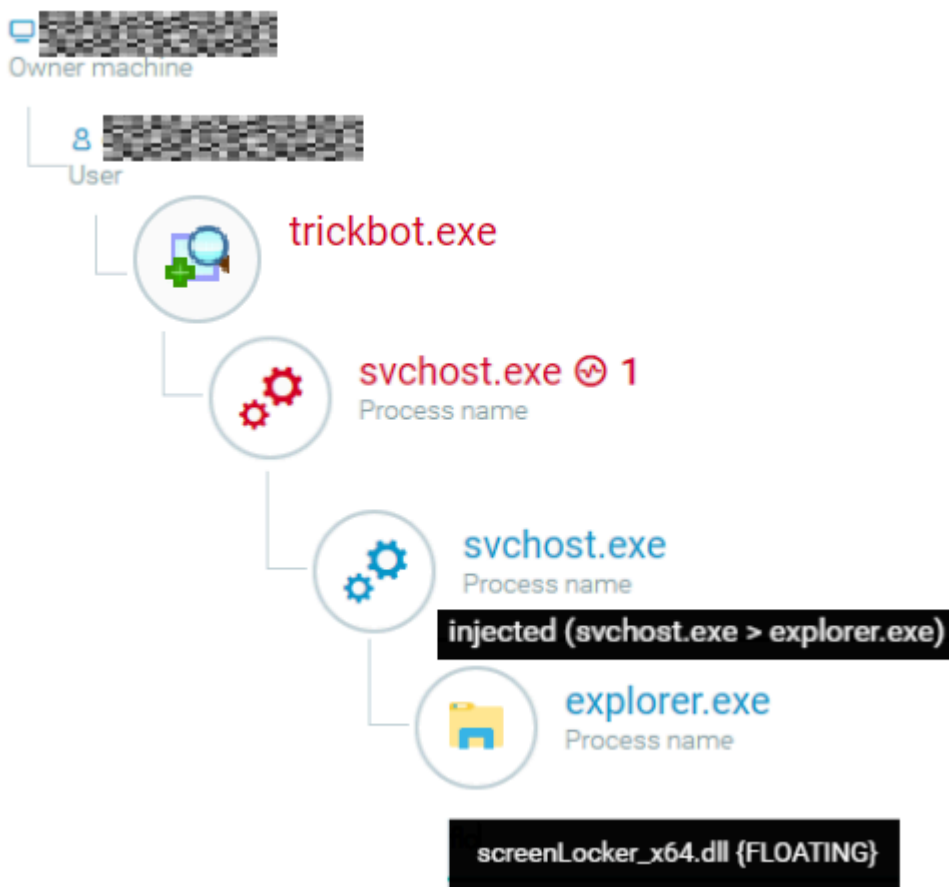 Owner machine
User
trickbot.exe
svchost.exe 1
Process name
svchost.exe
Process name
injected (svchost.exe > explorer.exe)
explorer.exe
Process name
screenLocker_x64.dll {FLOATING}